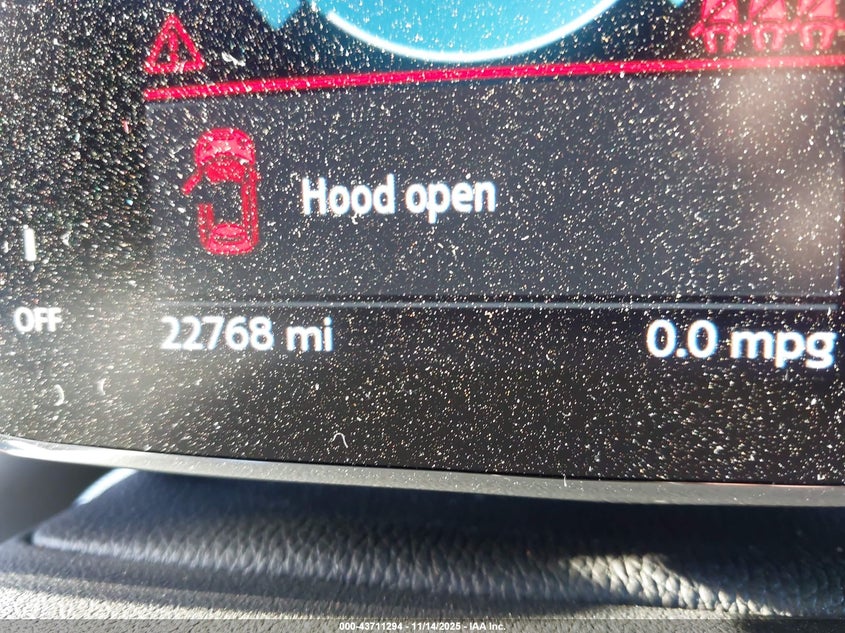 Hood open
OFF
22768 mi
0.0 mpg
000-43711294 - 11/14/2025 - IAA Inc.